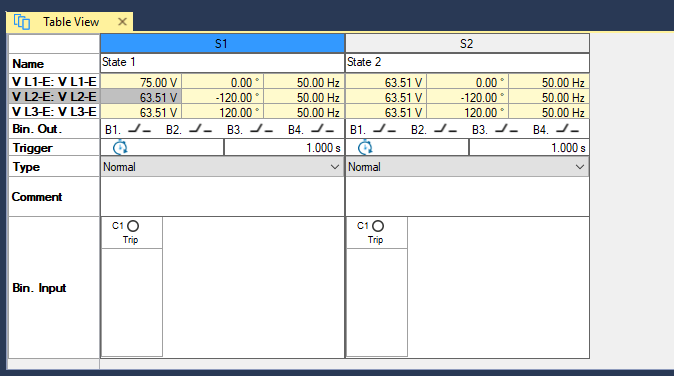 Table View
S1 S2
Name State 1 State 2
V L1-E: V L1-E 75.00 V 0.00 ° 50.00 Hz 63.51 V 0.00 ° 50.00 Hz
V L2-E: V L2-E 63.51 V -120.00 ° 50.00 Hz 63.51 V -120.00 ° 50.00 Hz
V L3-E: V L3-E 63.51 V 120.00 ° 50.00 Hz 63.51 V 120.00 ° 50.00 Hz
Bin. Out. B1. B2. B3. B4. B1. B2. B3. B4.
Trigger 1.000 s 1.000 s
Type Normal Normal
Comment
C1 C1
Trip Trip
Bin. Input